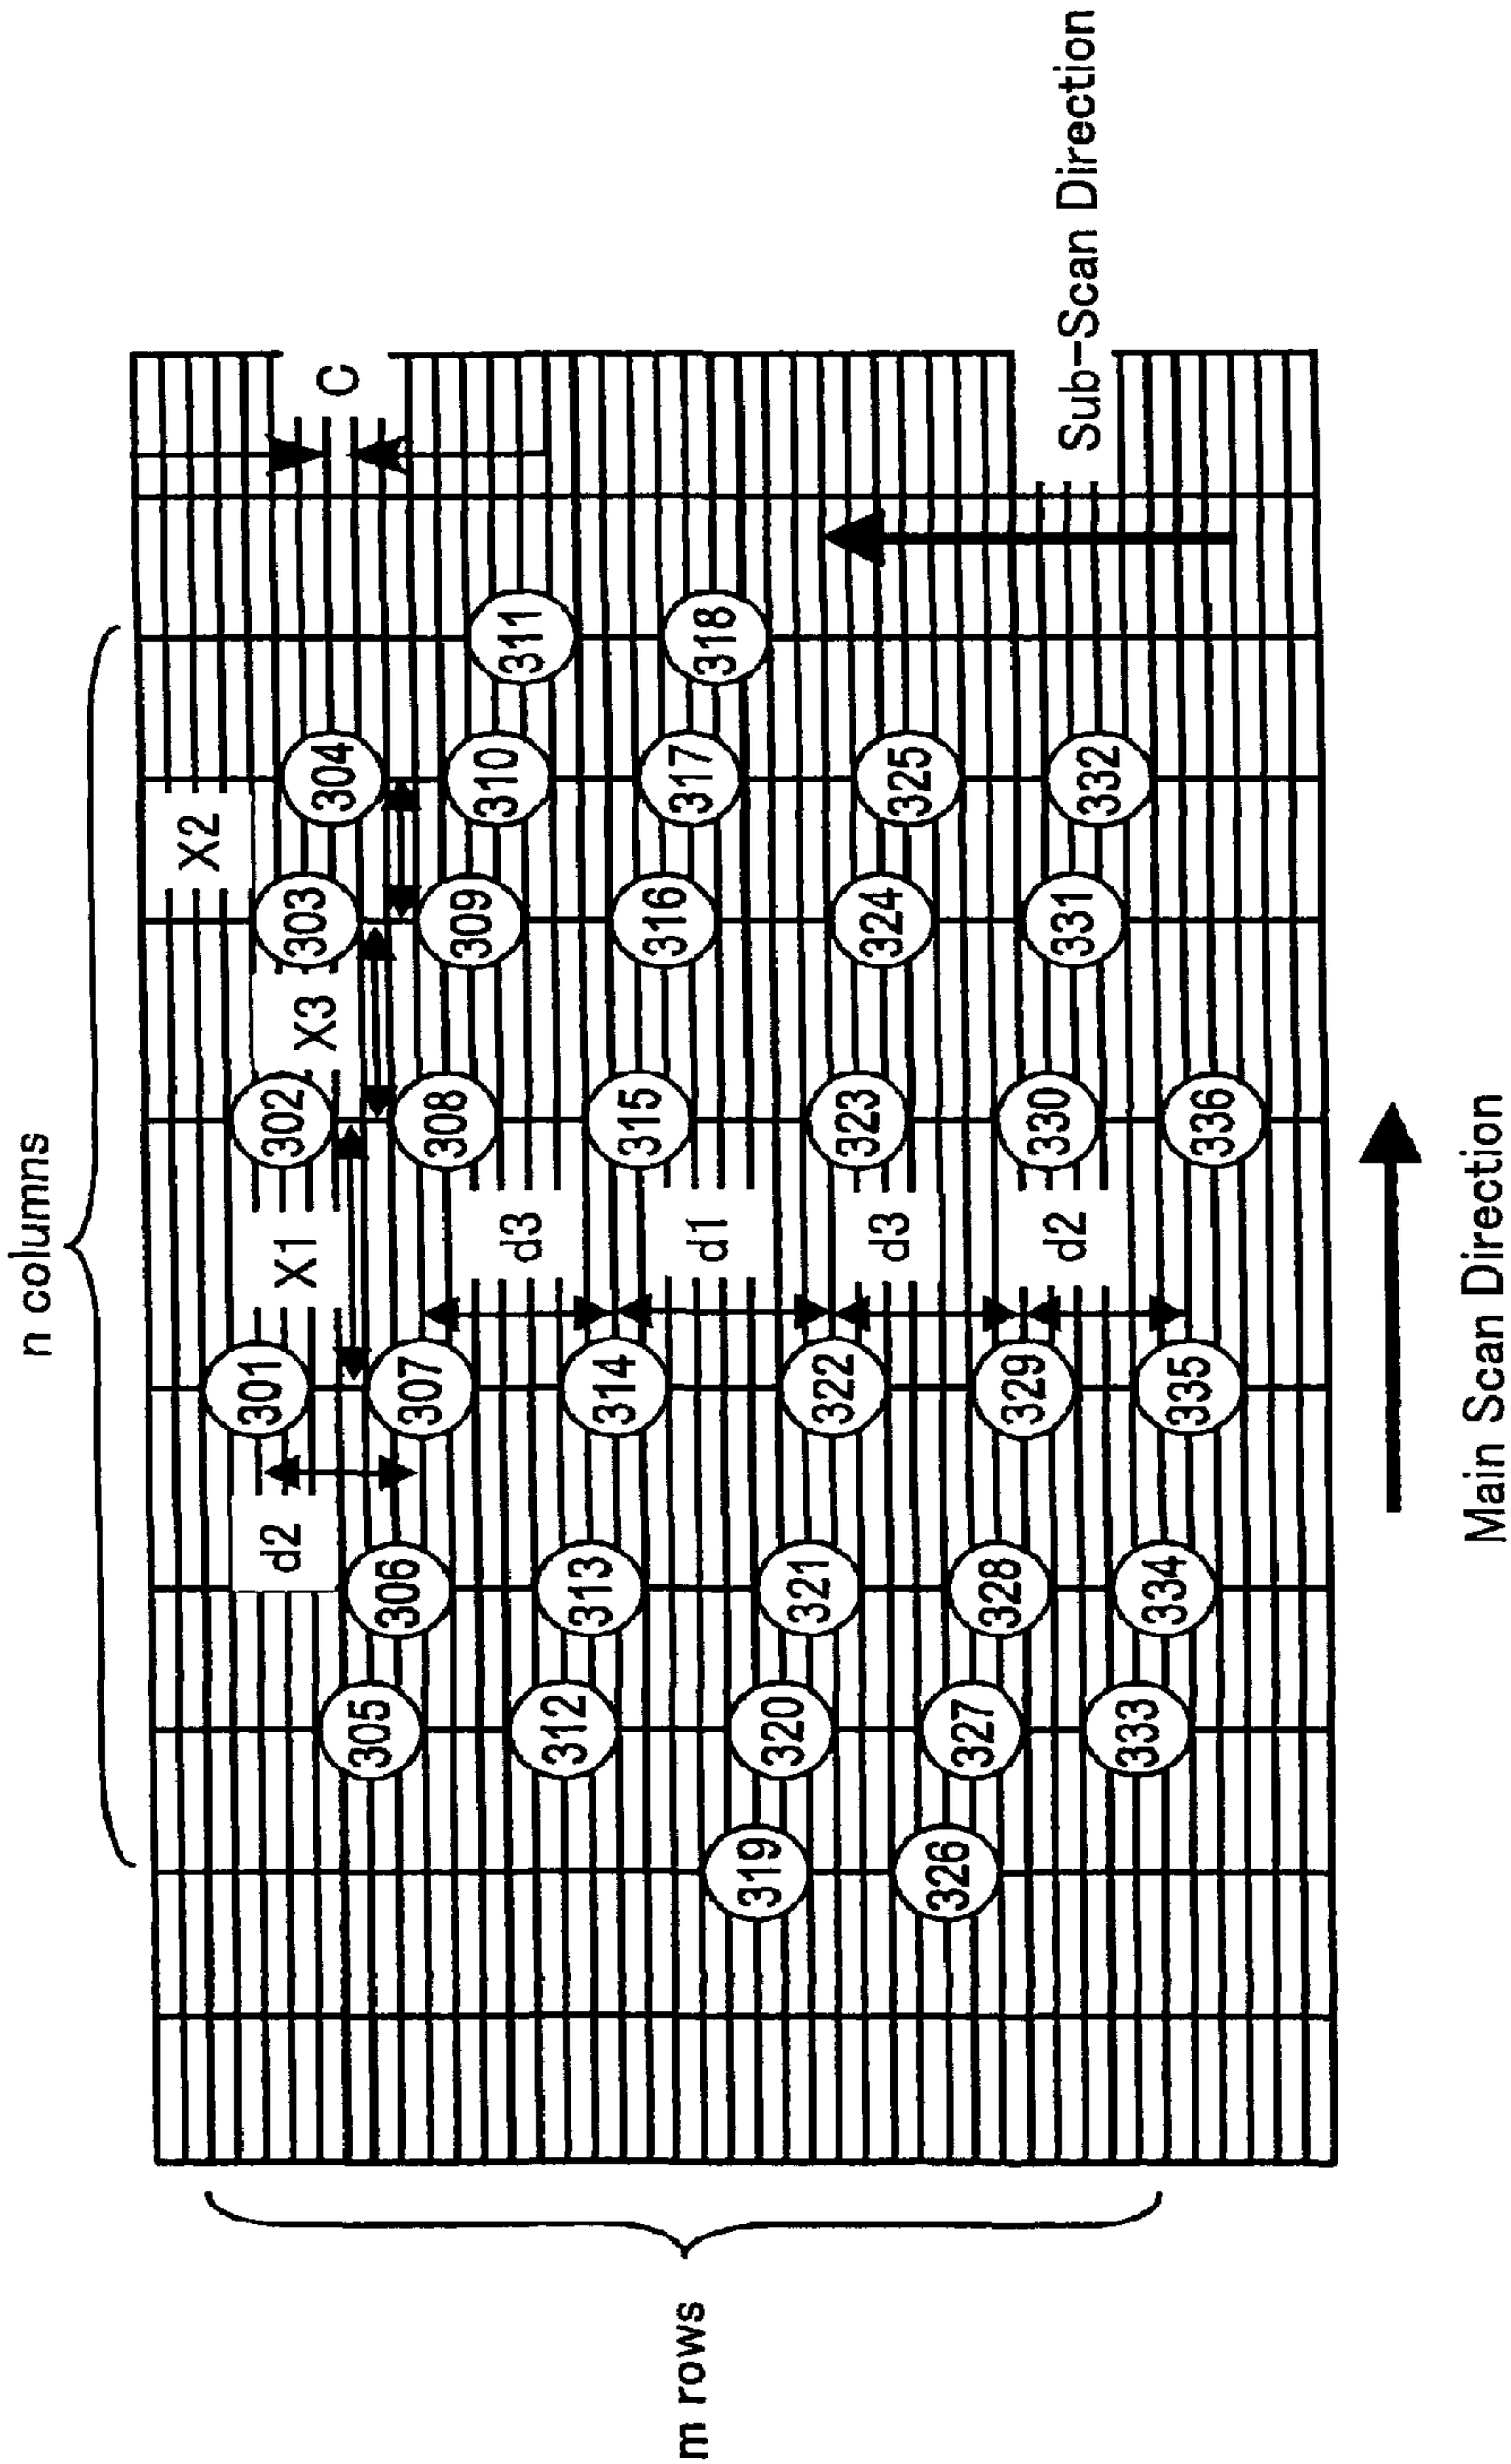 n columns
m rows
X2
C
X3
X1
d2
301
302
303
304
305
306
307
308
309
310
311
d3
312
313
314
315
316
317
318
d1
319
320
321
322
323
324
325
d3
326
327
328
329
330
331
332
d2
333
334
335
336
Sub-Scan Direction
Main Scan Direction